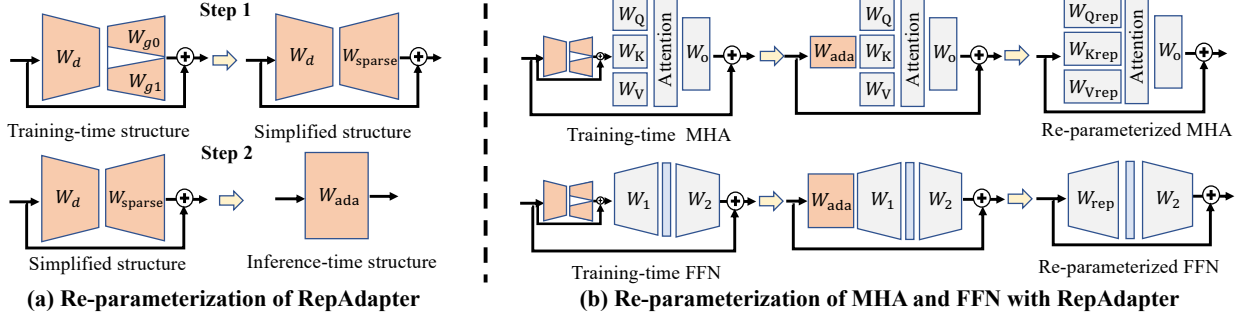 Step 1
W_d
W_g0
W_g1
W_d
W_sparse
Training-time structure
Simplified structure
Step 2
W_d
W_sparse
W_ada
Simplified structure
Inference-time structure
(a) Re-parameterization of RepAdapter
W_Q
W_K
W_V
Attention
W_o
W_ada
W_Q
W_K
W_V
Attention
W_o
W_Qrep
W_Krep
W_Vrep
Attention
W_o
Training-time MHA
Re-parameterized MHA
W_1
W_2
W_ada
W_1
W_2
W_rep
W_2
Training-time FFN
Re-parameterized FFN
(b) Re-parameterization of MHA and FFN with RepAdapter